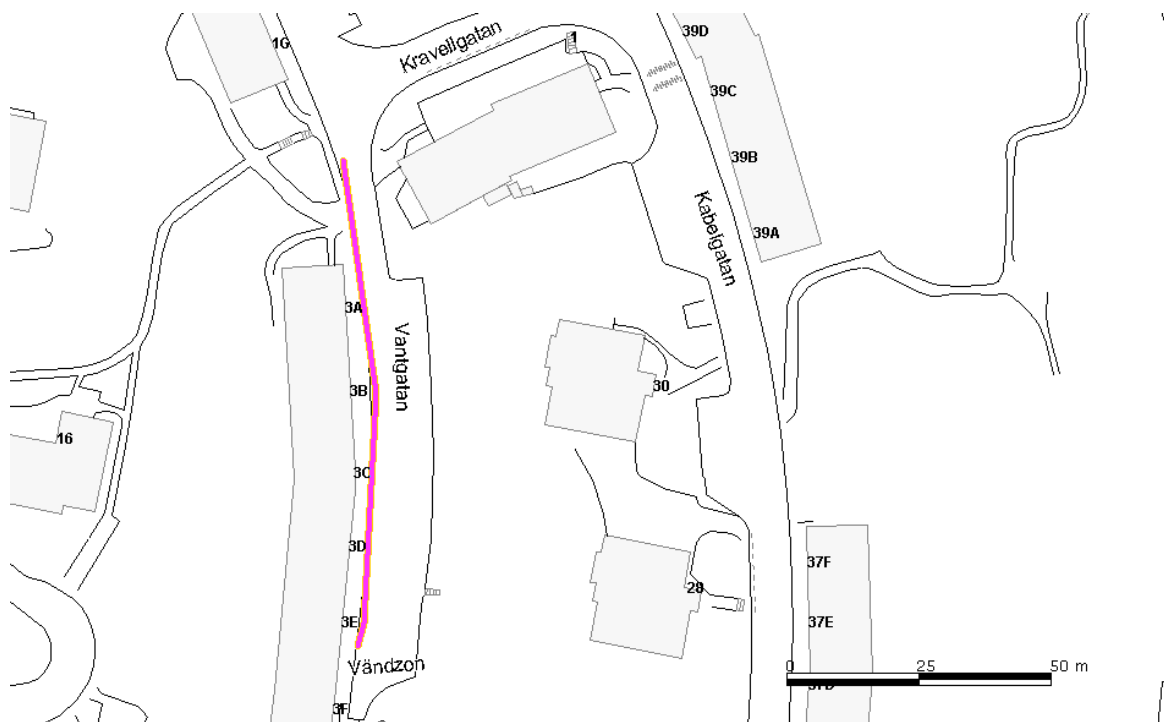 1G
Kravellgatan
1
39D
39C
39B
39A
Kabelgatan
3A
Vantgatan
3B
30
16
3C
3D
37F
28
3E
37E
Vändzon
0 25 50 m
37D
3F